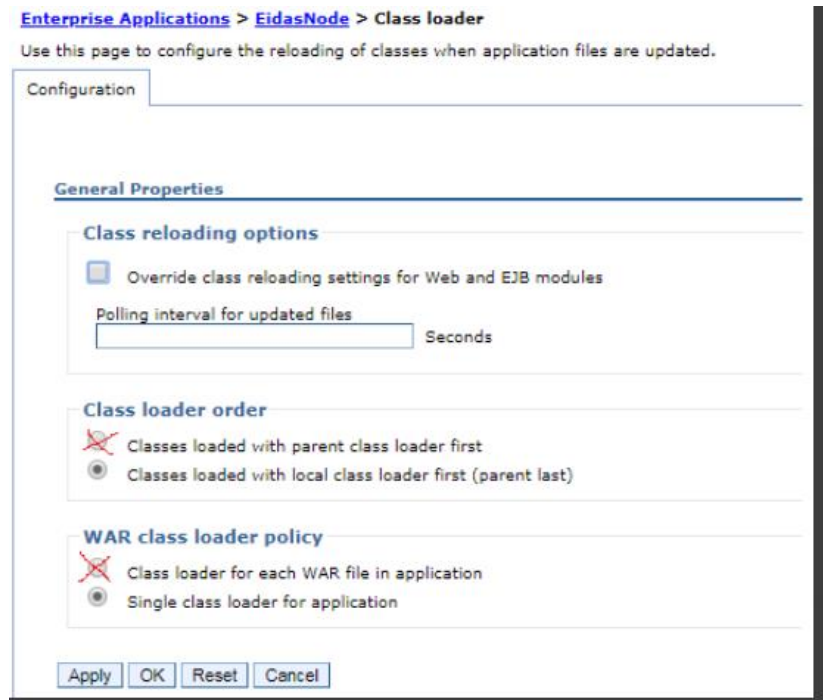 Enterprise Applications > EidasNode > Class loader
Use this page to configure the reloading of classes when application files are updated.
Configuration
General Properties
Class reloading options
Override class reloading settings for Web and EJB modules
Polling interval for updated files
Seconds
Class loader order
Classes loaded with parent class loader first
Classes loaded with local class loader first (parent last)
WAR class loader policy
Class loader for each WAR file in application
Single class loader for application
Apply OK Reset Cancel